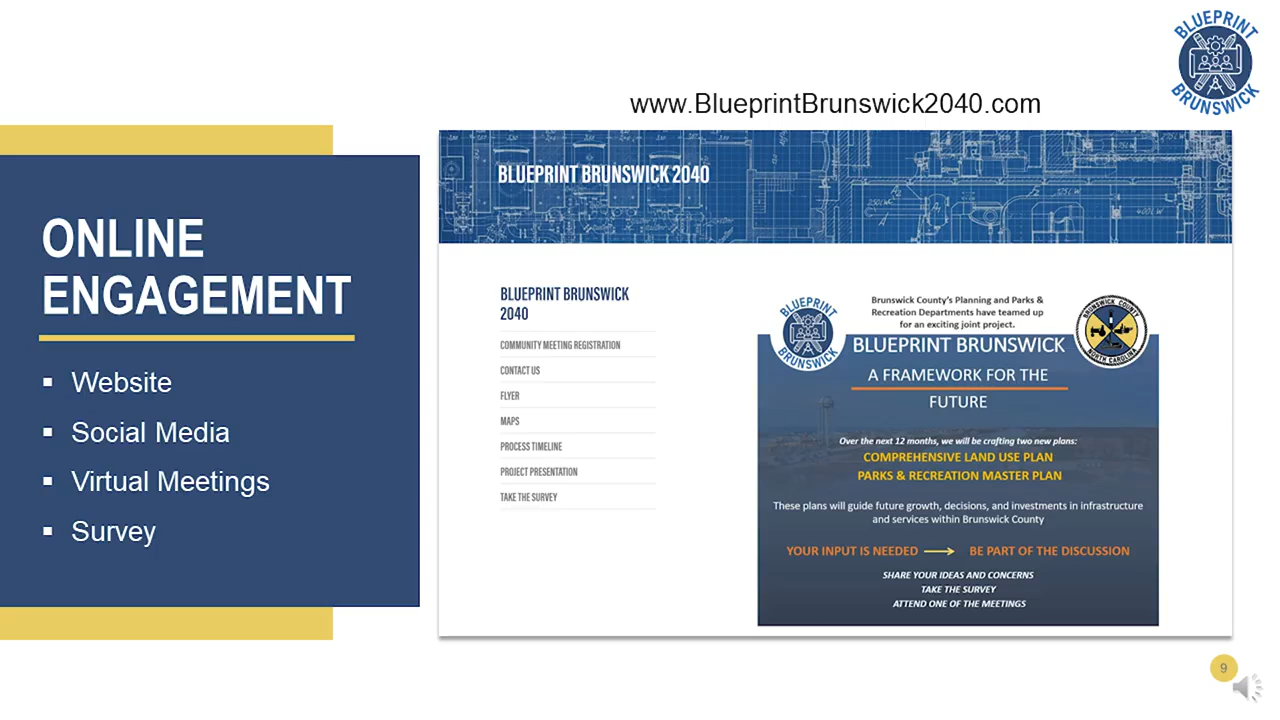 BLUEPRINT
BRUNSWICK
www.BlueprintBrunswick2040.com
ONLINE
ENGAGEMENT
▪ Website
▪ Social Media
▪ Virtual Meetings
▪ Survey
BLUEPRINT BRUNSWICK 2040
BLUEPRINT BRUNSWICK
2040
COMMUNITY MEETING REGISTRATION
CONTACT US
FLYER
MAPS
PROCESS TIMELINE
PROJECT PRESENTATION
TAKE THE SURVEY
BLUEPRINT
BRUNSWICK
Brunswick County's Planning and Parks &
Recreation Departments have teamed up
for an exciting joint project.
BRUNSWICK COUNTY
NORTH CAROLINA
BLUEPRINT BRUNSWICK
A FRAMEWORK FOR THE
FUTURE
Over the next 12 months, we will be crafting two new plans:
COMPREHENSIVE LAND USE PLAN
PARKS & RECREATION MASTER PLAN
These plans will guide future growth, decisions, and investments in infrastructure
and services within Brunswick County
YOUR INPUT IS NEEDED → BE PART OF THE DISCUSSION
SHARE YOUR IDEAS AND CONCERNS
TAKE THE SURVEY
ATTEND ONE OF THE MEETINGS
9